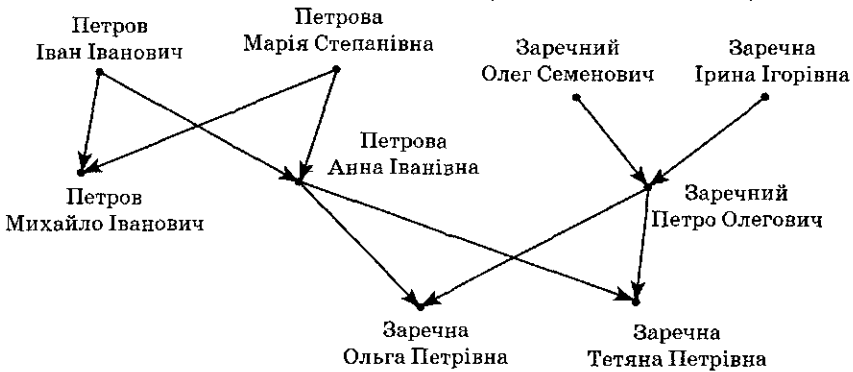 Петров
Іван Іванович
Петрова
Марія Степанівна
Заречний
Олег Семенович
Заречна
Ірина Ігорівна
Петров
Михайло Іванович
Петрова
Анна Іванівна
Заречний
Петро Олегович
Заречна
Ольга Петрівна
Заречна
Тетяна Петрівна